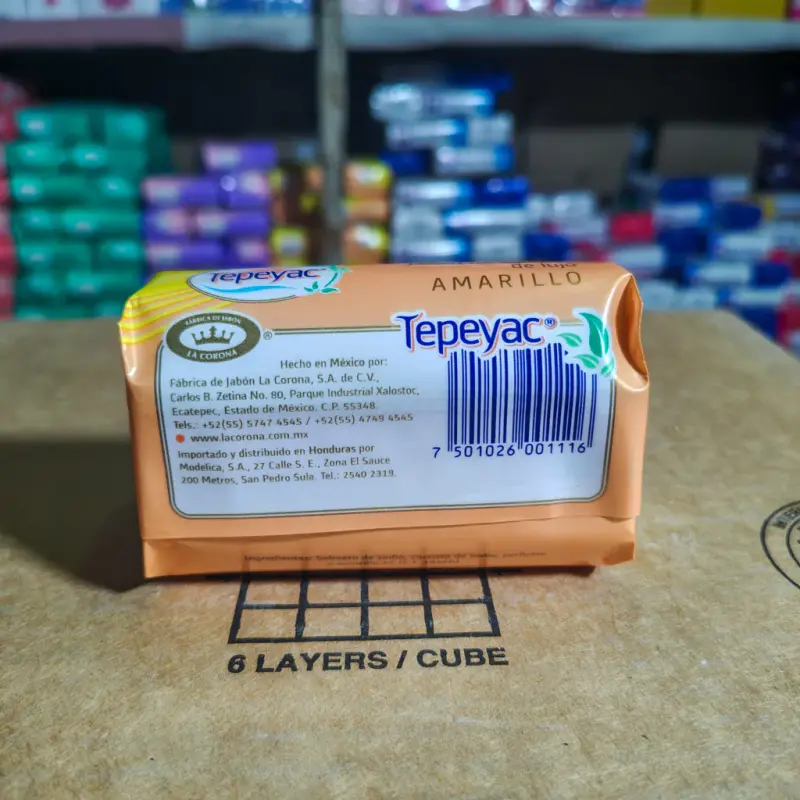 Tepeyac
de lujo
AMARILLO
FÁBRICA DE JABÓN
LA CORONA
®
Tepeyac®
Hecho en México por:
Fábrica de Jabón La Corona, S.A. de C.V.,
Carlos B. Zetina No. 80, Parque Industrial Xalostoc,
Ecatepec, Estado de México. C.P. 55348.
Tels.: +52(55) 5747 4545 / +52(55) 4749 4545
www.lacorona.com.mx
Importado y distribuido en Honduras por
Modelica, S.A., 27 Calle S. E., Zona El Sauce
200 Metros, San Pedro Sula. Tel.: 2540 2319.
7 501026 001116
6 LAYERS / CUBE